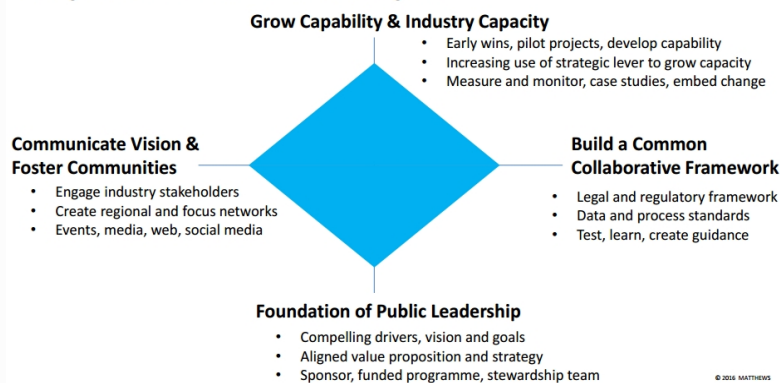 Grow Capability & Industry Capacity
• Early wins, pilot projects, develop capability
• Increasing use of strategic lever to grow capacity
• Measure and monitor, case studies, embed change
Communicate Vision &
Foster Communities
• Engage industry stakeholders
• Create regional and focus networks
• Events, media, web, social media
Build a Common
Collaborative Framework
• Legal and regulatory framework
• Data and process standards
• Test, learn, create guidance
Foundation of Public Leadership
• Compelling drivers, vision and goals
• Aligned value proposition and strategy
• Sponsor, funded programme, stewardship team
© 2016 MATTHEWS